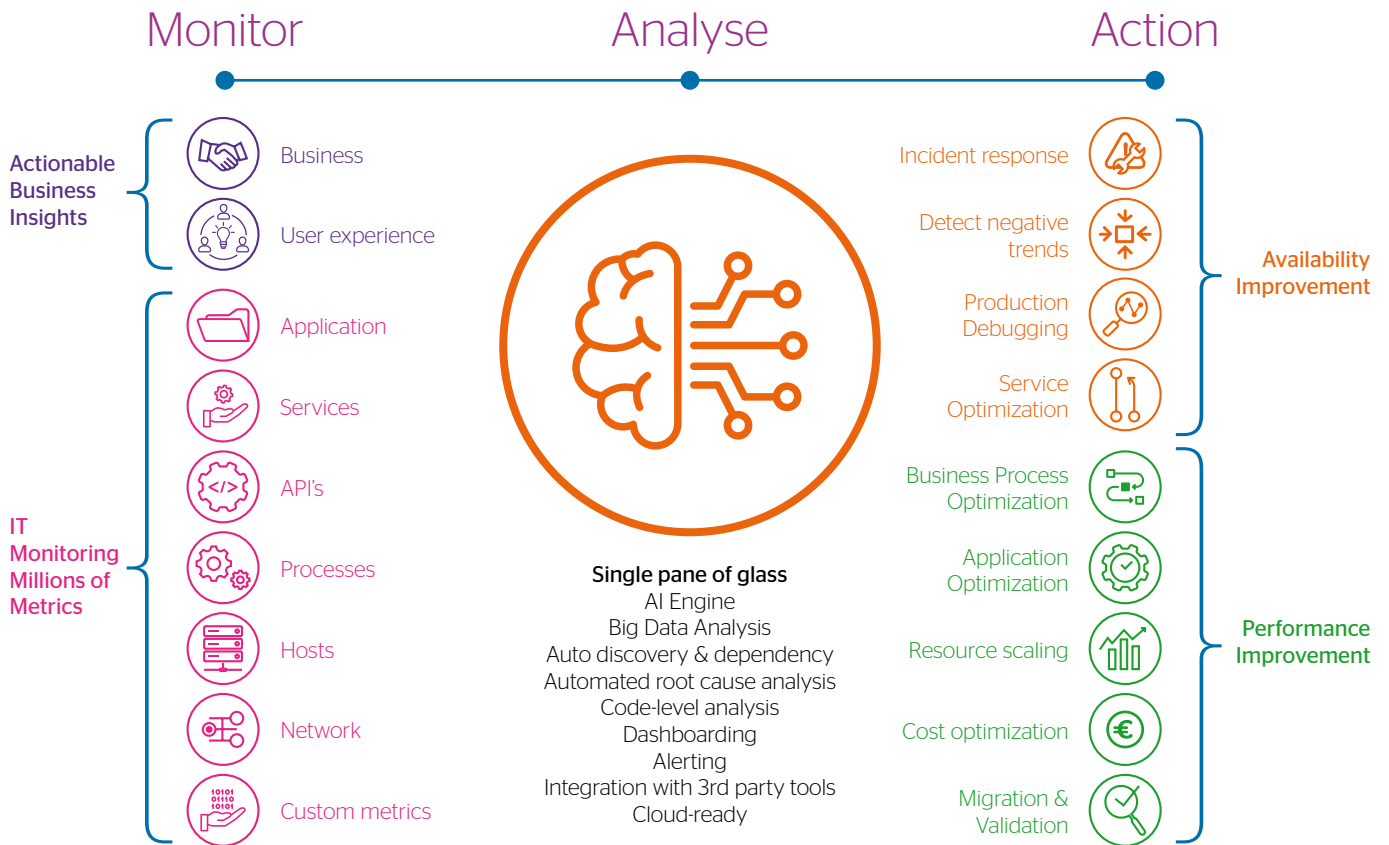 Monitor
Analyse
Action
Actionable
Business
Insights
Business
User experience
IT
Monitoring
Millions of
Metrics
Application
Services
</>
API's
Processes
Hosts
Network
10101
01110
10101
Custom metrics
Single pane of glass
AI Engine
Big Data Analysis
Auto discovery & dependency
Automated root cause analysis
Code-level analysis
Dashboarding
Alerting
Integration with 3rd party tools
Cloud-ready
Incident response
Detect negative
trends
Production
Debugging
Service
Optimization
Availability
Improvement
Business Process
Optimization
Application
Optimization
Resource scaling
Cost optimization
€
Migration &
Validation
Performance
Improvement